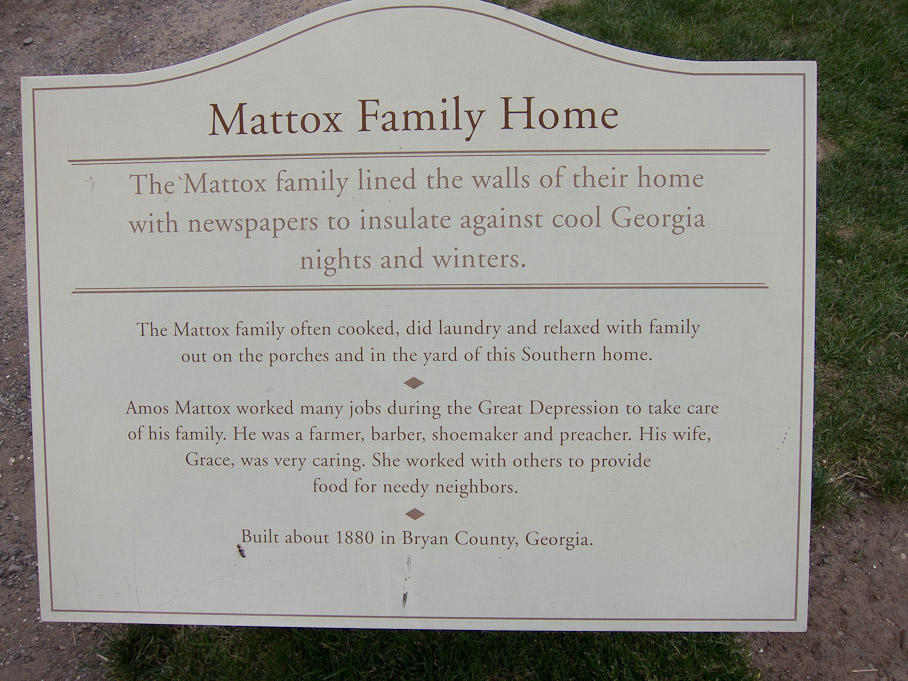 Mattox Family Home
The Mattox family lined the walls of their home
with newspapers to insulate against cool Georgia
nights and winters.
The Mattox family often cooked, did laundry and relaxed with family
out on the porches and in the yard of this Southern home.
Amos Mattox worked many jobs during the Great Depression to take care
of his family. He was a farmer, barber, shoemaker and preacher. His wife,
Grace, was very caring. She worked with others to provide
food for needy neighbors.
Built about 1880 in Bryan County, Georgia.